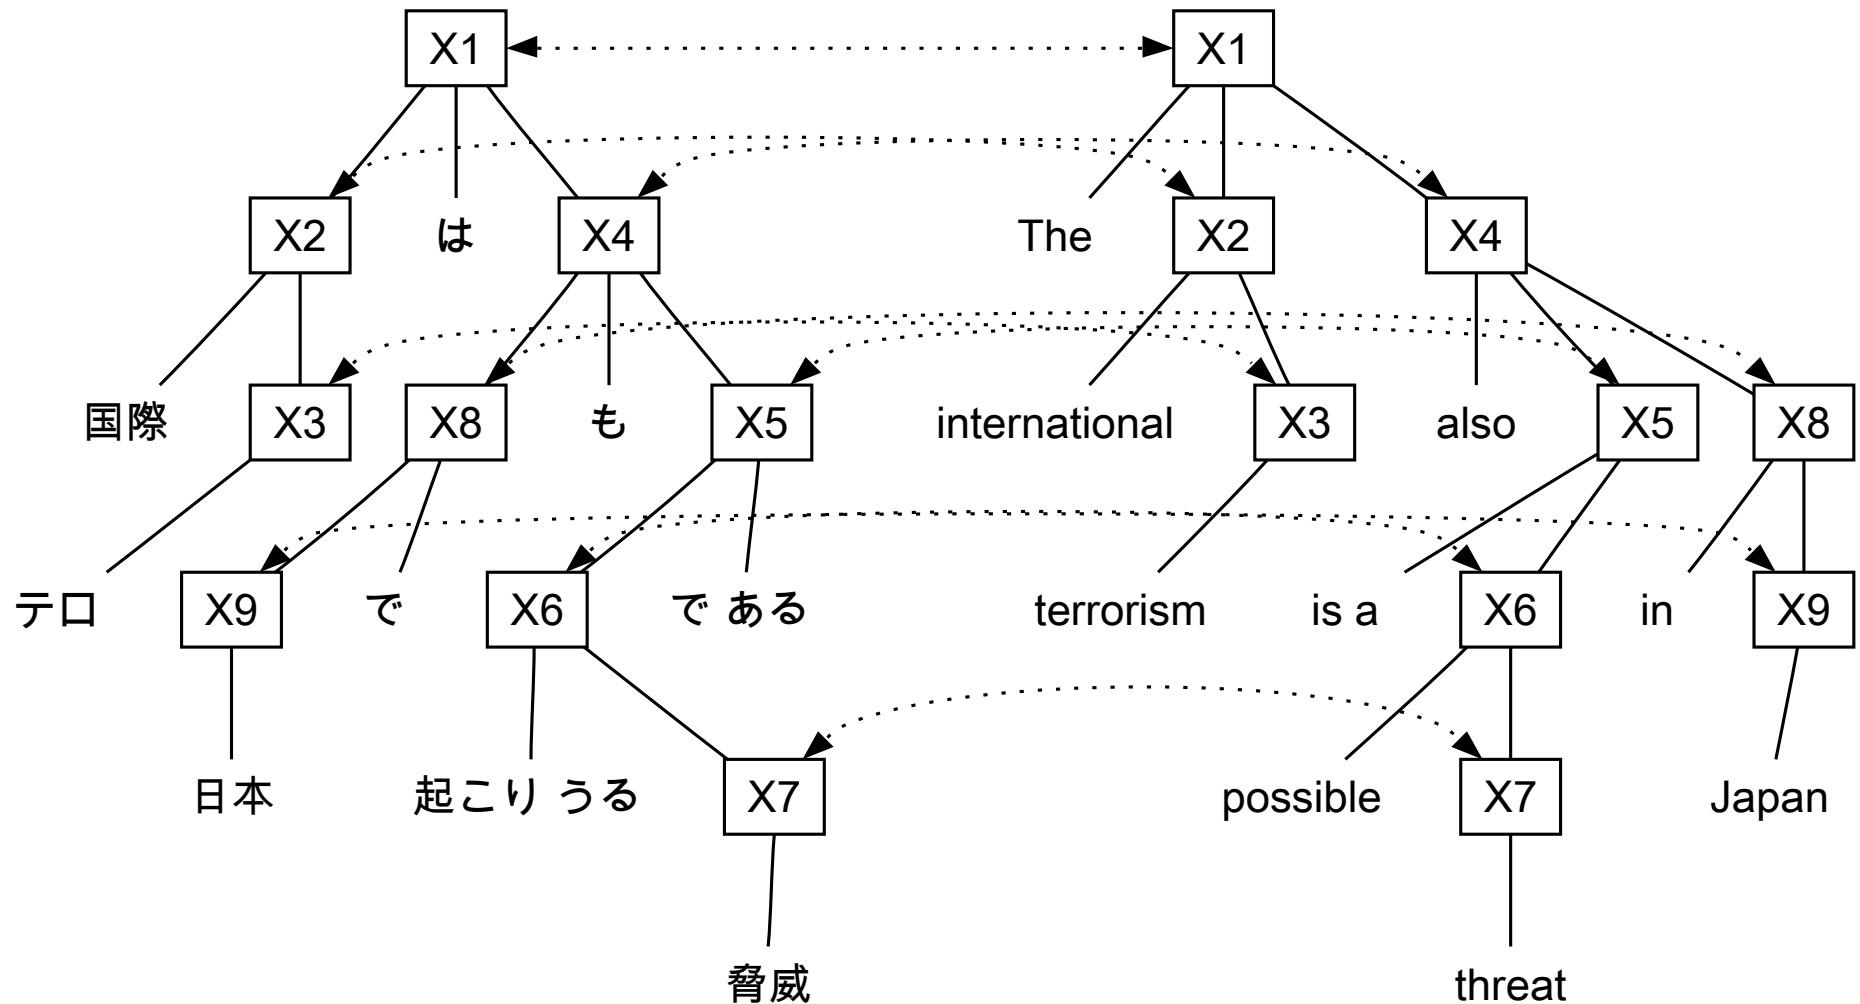 X1 X1
X2 は X4 The X2 X4
国際 X3 X8 も X5 international X3 also X5 X8
テロ X9 で X6 で ある terrorism is a X6 in X9
日本 起こり うる X7 possible X7 Japan
脅威 threat